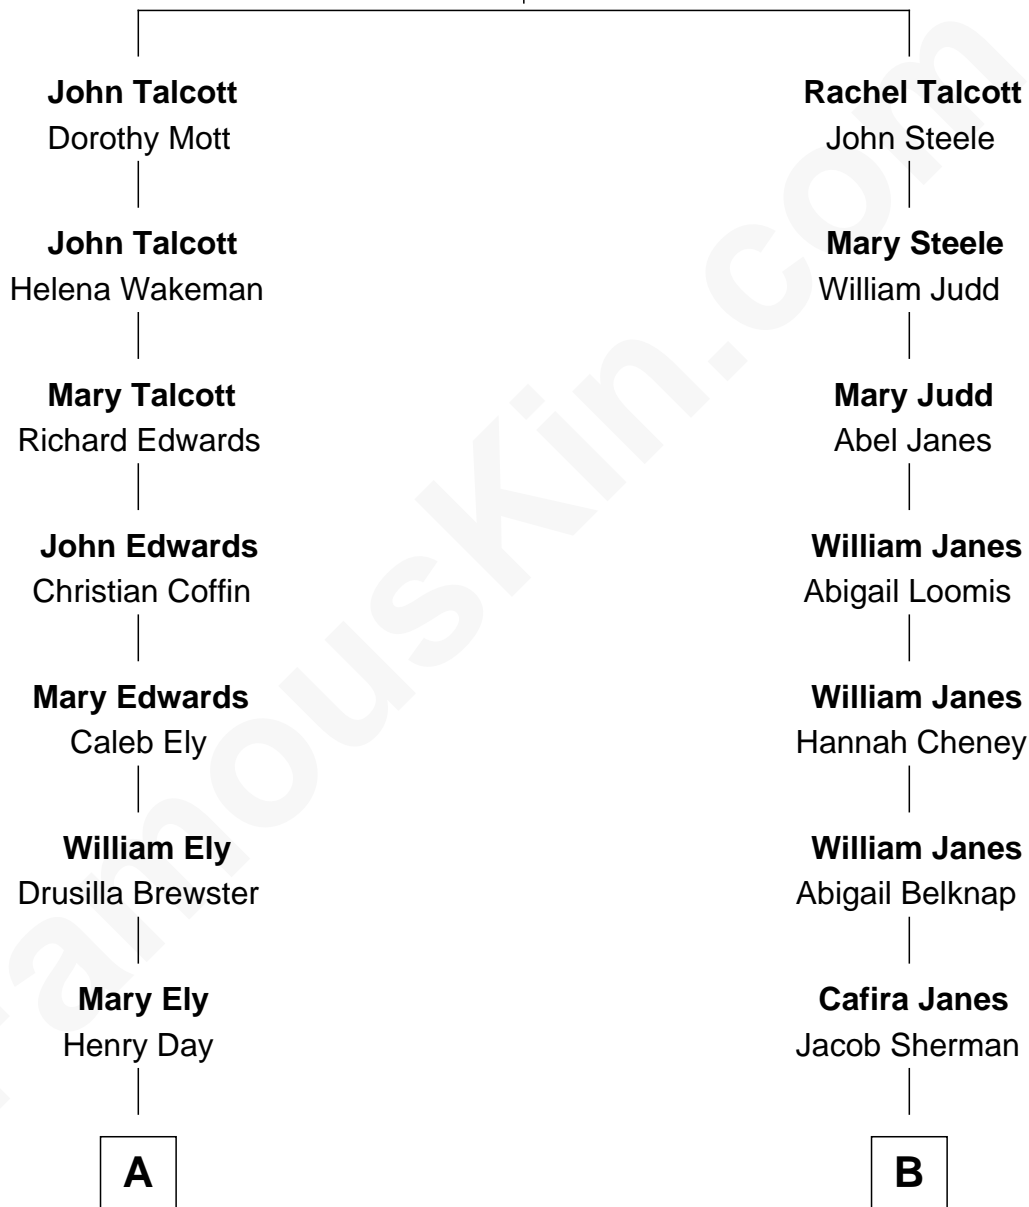 John Talcott
Dorothy Mott
Rachel Talcott
John Steele
John Talcott
Helena Wakeman
Mary Steele
William Judd
Mary Talcott
Richard Edwards
Mary Judd
Abel Janes
John Edwards
Christian Coffin
William Janes
Abigail Loomis
Mary Edwards
Caleb Ely
William Janes
Hannah Cheney
William Ely
Drusilla Brewster
William Janes
Abigail Belknap
Mary Ely
Henry Day
Cafira Janes
Jacob Sherman
A
B
FamousKin.com